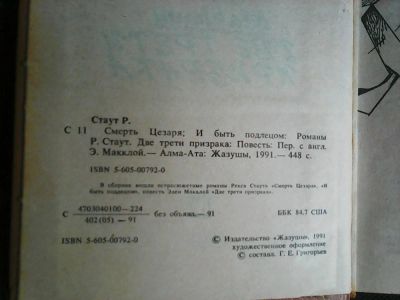 Стаут Р.
С 11 Смерть Цезаря; И быть подлецом: Романы
Р. Стаут. Две трети призрака: Повесть: Пер. с англ.
Э. Макклой.— Алма-Ата: Жазушы, 1991.— 448 с.
ISBN 5-605-00792-0
В сборник вошли остросюжетные романы Рекса Стаута «Смерть Цезаря», «И
быть подлецом», повесть Элен Макклой «Две трети призрака».
С 4703040100—224
402(05)—91 без объявл.—91
ББК 84.7 США
ISBN 5-605-00792-0
© Издательство «Жазушы», 1991
© художественное оформление
© состав. Г. Е. Григорьев